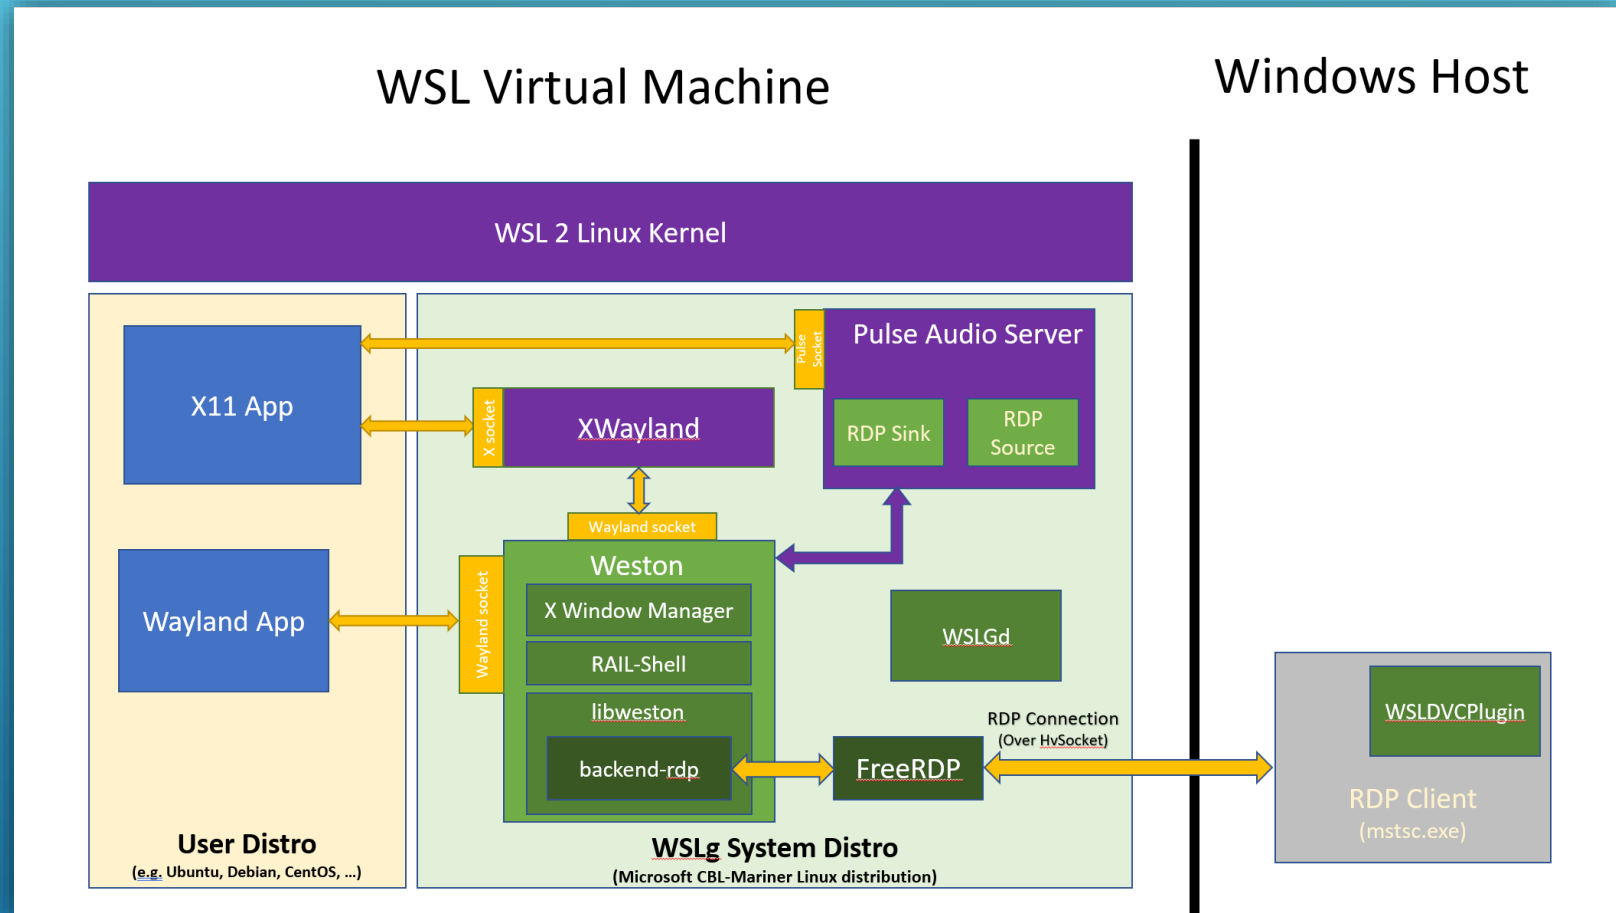 WSL Virtual Machine
Windows Host
WSL 2 Linux Kernel
X11 App
Pulse
Socket
Pulse Audio Server
RDP Sink
RDP
Source
X socket
XWayland
Wayland socket
Wayland App
Wayland socket
Weston
X Window Manager
RAIL-Shell
libweston
backend-rdp
WSLGd
RDP Connection
(Over HvSocket)
FreeRDP
WSLDVCPlugin
RDP Client
(mstsc.exe)
User Distro
(e.g. Ubuntu, Debian, CentOS, ...)
WSLg System Distro
(Microsoft CBL-Mariner Linux distribution)